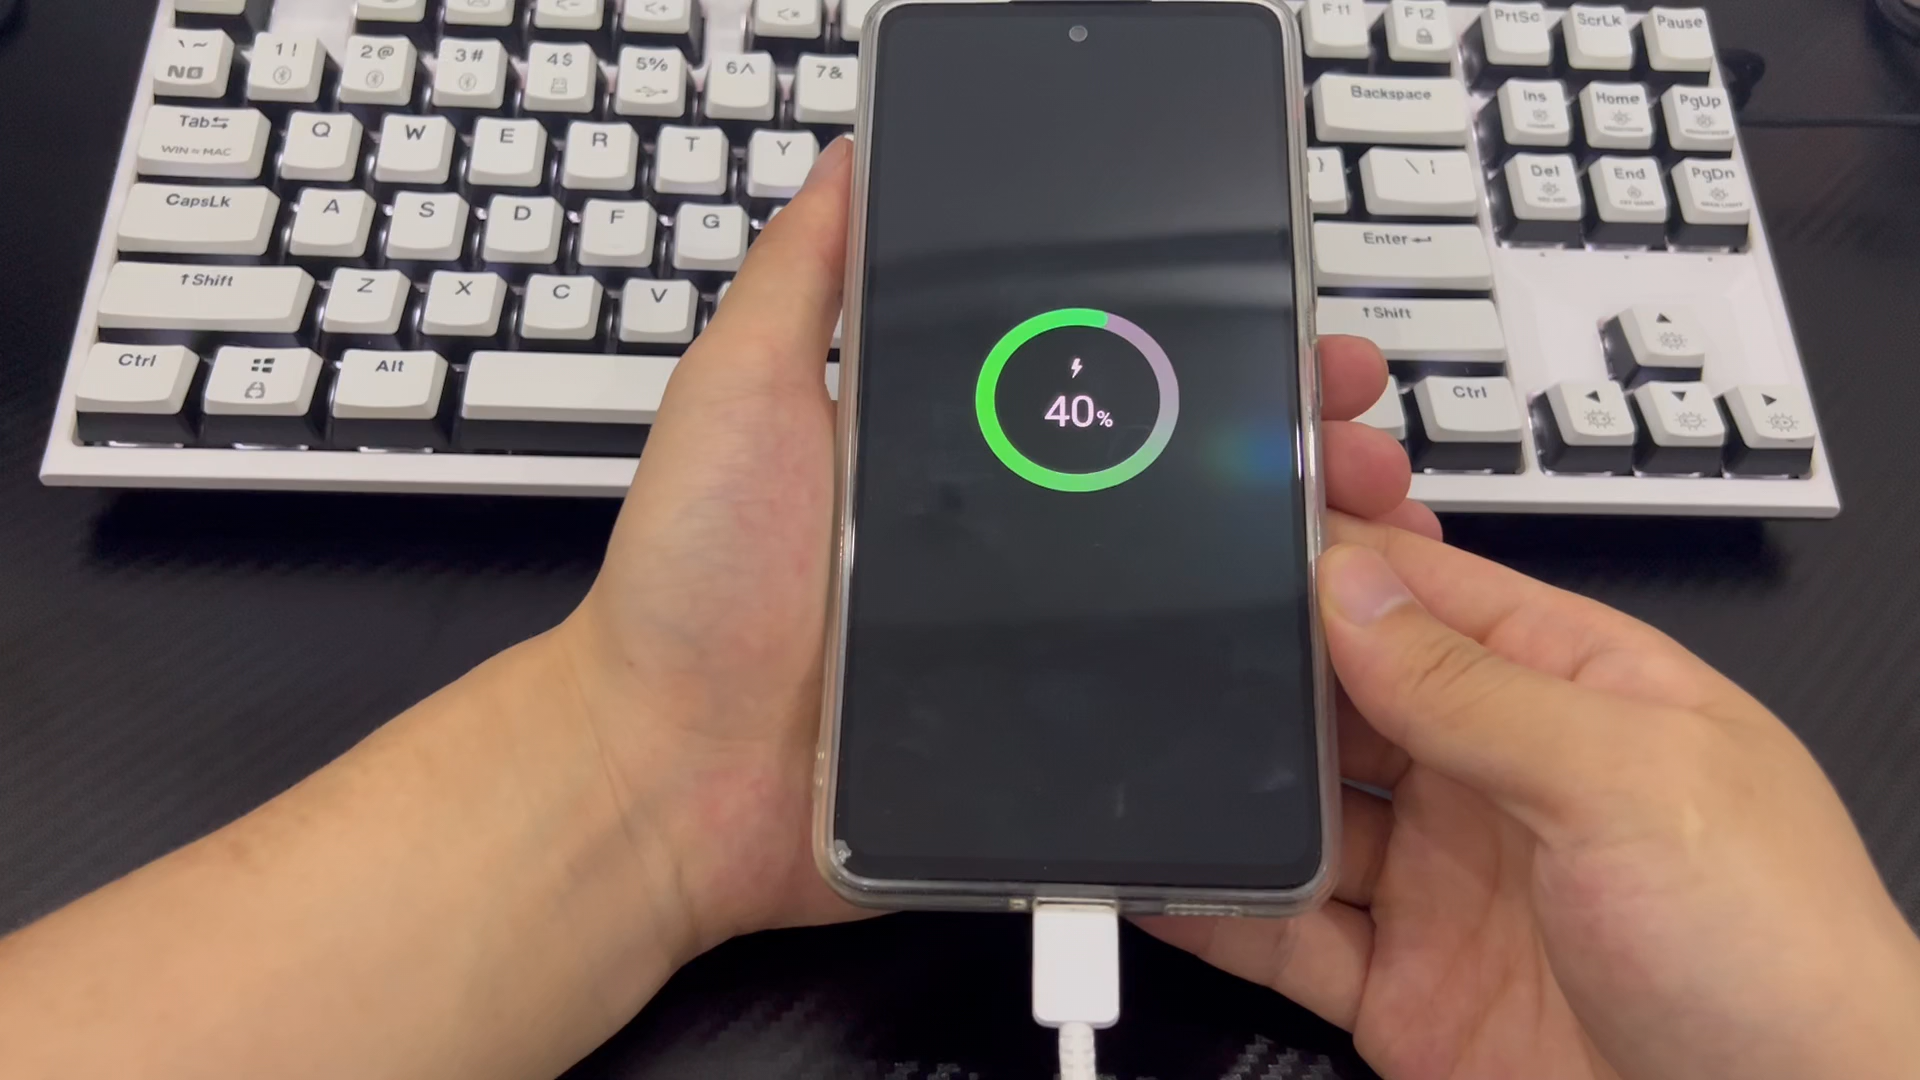 F11 F12 PrtSc ScrLk Pause
\ ~ 1 ! 2 @ 3 # 4 $ 5 % 6 ^ 7 & Backspace Ins Home PgUp
Tab Q W E R T Y } \ | Del End PgDn
WIN ≈ MAC
CapsLk A S D F G Enter
Shift Z X C V Shift
Ctrl Alt Ctrl
40%